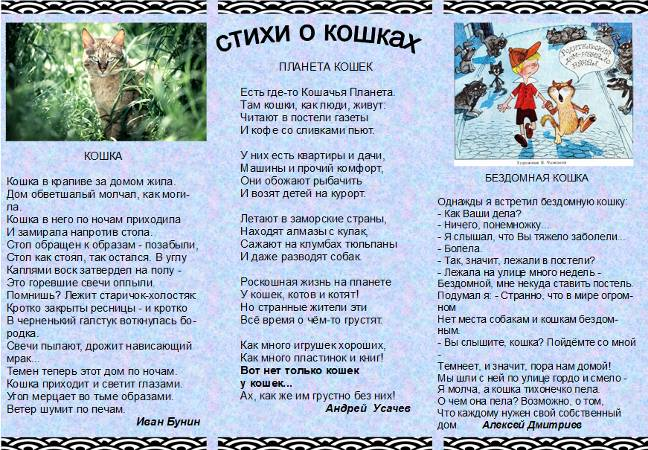 СТИХИ О КОШКАХ
КОШКА
Кошка в крапиве за домом жила.
Дом обветшалый молчал, как моги-
ла.
Кошка в него по ночам приходила
И замирала напротив стола.
Стол обращен к образам - позабыли,
Стол как стоял, так остался. В углу
Каплями воск затвердел на полу -
Это горевшие свечи оплыли.
Помнишь? Лежит старичок-холостяк:
Кротко закрыты ресницы - и кротко
В черненький галстук воткнулась бо-
родка.
Свечи пылают, дрожит нависающий
мрак...
Темен теперь этот дом по ночам.
Кошка приходит и светит глазами.
Угол мерцает во тьме образами.
Ветер шумит по печам.
Иван Бунин
ПЛАНЕТА КОШЕК
Есть где-то Кошачья Планета.
Там кошки, как люди, живут:
Читают в постели газеты
И кофе со сливками пьют.
У них есть квартиры и дачи,
Машины и прочий комфорт,
Они обожают рыбачить
И возят детей на курорт.
Летают в заморские страны,
Находят алмазы с кулак,
Сажают на клумбах тюльпаны
И даже разводят собак.
Роскошная жизнь на планете
У кошек, котов и котят!
Но странные жители эти
Всё время о чём-то грустят.
Как много игрушек хороших,
Как много пластинок и книг!
Вот нет только кошек
у кошек...
Ах, как же им грустно без них!
Андрей Усачев
РОДИТЕЛЬСКИЙ
Художник В. Чижиков
БЕЗДОМНАЯ КОШКА
Однажды я встретил бездомную кошку:
- Как Ваши дела?
- Ничего, понемножку...
- Я слышал, что Вы тяжело заболели...
- Болела.
- Так, значит, лежали в постели?
- Лежала на улице много недель -
Бездомной, мне некуда ставить постель.
Подумал я: - Странно, что в мире огром-
ном
Нет места собакам и кошкам бездом-
ным.
- Вы слышите, кошка? Пойдёмте со мной
-
Темнеет, и значит, пора нам домой!
Мы шли с ней по улице гордо и смело -
Я молча, а кошка тихонечко пела.
О чем она пела? Возможно, о том,
Что каждому нужен свой собственный
дом. Алексей Дмитриев